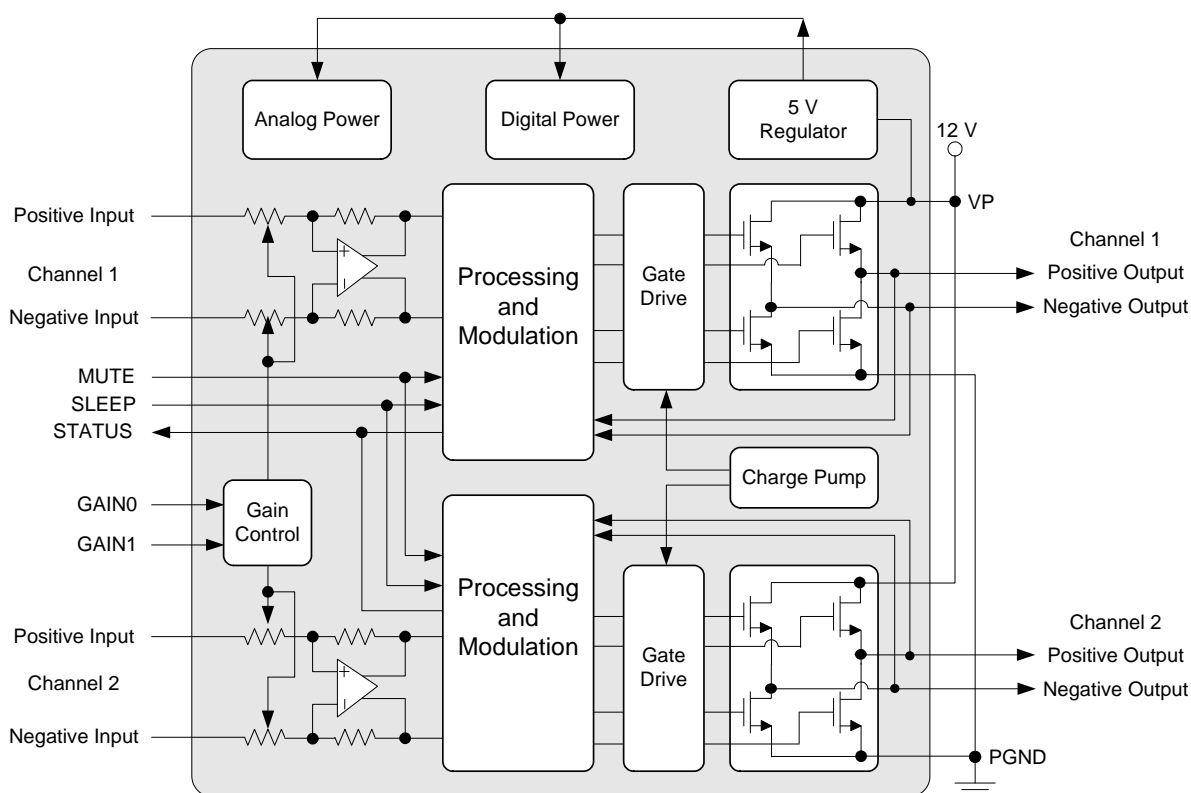 Analog Power
Digital Power
5 V
Regulator
12 V
VP
Positive Input
Channel 1
Negative Input
+
-
Processing
and
Modulation
Gate
Drive
Channel 1
Positive Output
Negative Output
MUTE
SLEEP
STATUS
Charge Pump
GAIN0
GAIN1
Gain
Control
Positive Input
Channel 2
Negative Input
+
-
Processing
and
Modulation
Gate
Drive
Channel 2
Positive Output
Negative Output
PGND